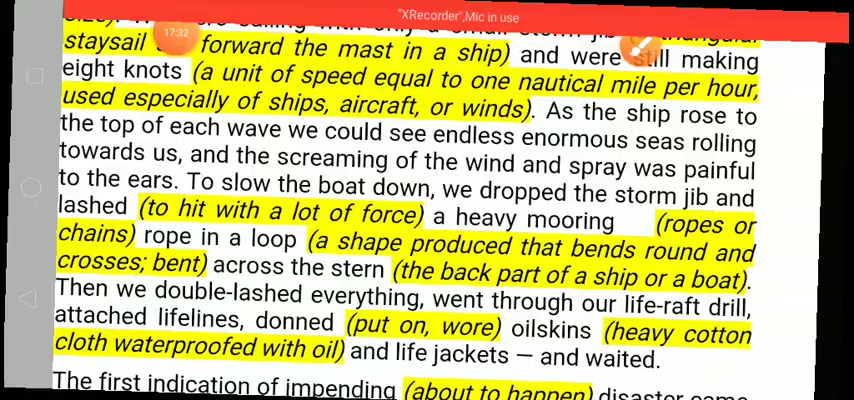 "XRecorder",Mic in use
17:32
staysail forward the mast in a ship) and were still making
eight knots (a unit of speed equal to one nautical mile per hour,
used especially of ships, aircraft, or winds). As the ship rose to
the top of each wave we could see endless enormous seas rolling
towards us, and the screaming of the wind and spray was painful
to the ears. To slow the boat down, we dropped the storm jib and
lashed (to hit with a lot of force) a heavy mooring (ropes or
chains) rope in a loop (a shape produced that bends round and
crosses; bent) across the stern (the back part of a ship or a boat).
Then we double-lashed everything, went through our life-raft drill,
attached lifelines, donned (put on, wore) oilskins (heavy cotton
cloth waterproofed with oil) and life jackets — and waited.
The first indication of impending (about to happen) disaster came